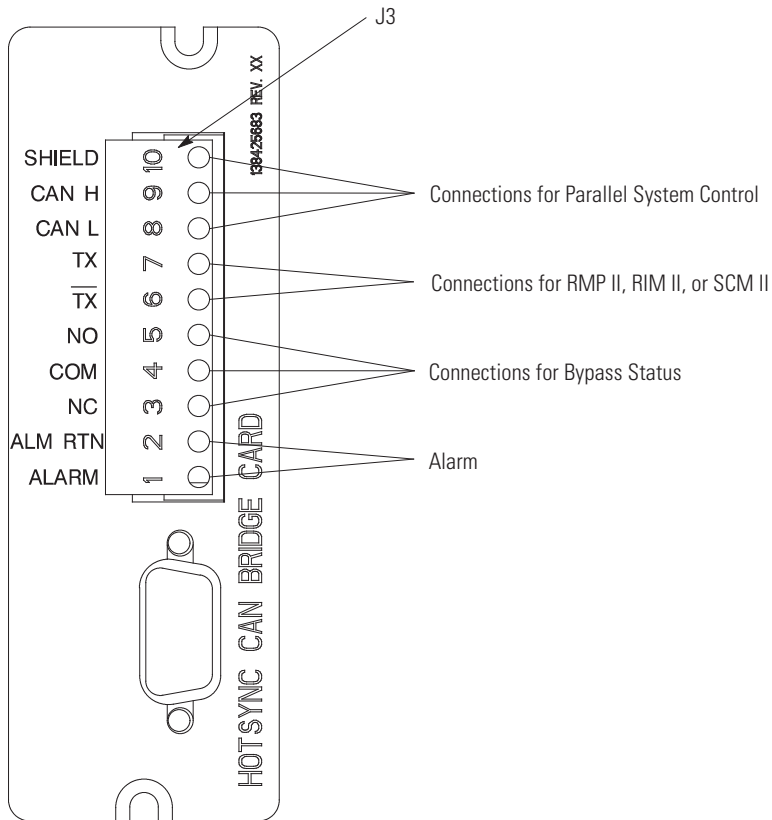 J3
138425683 REV. XX
SHIELD 10
CAN H 9
CAN L 8
TX 7
T̅X̅ 6
NO 5
COM 4
NC 3
ALM RTN 2
ALARM 1
Connections for Parallel System Control
Connections for RMP II, RIM II, or SCM II
Connections for Bypass Status
Alarm
HOTSYNC CAN BRIDGE CARD